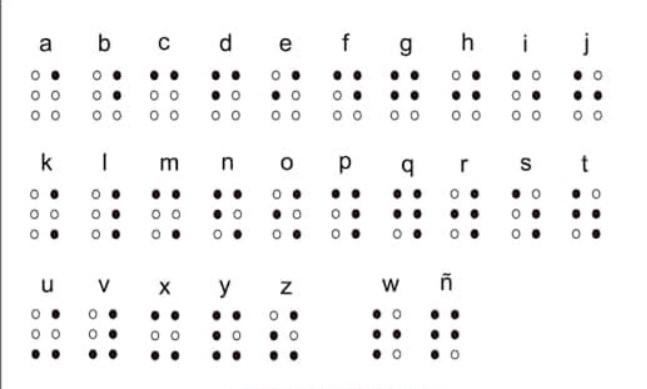 a b c d e f g h i j
k l m n o p q r s t
u v x y z w ñ